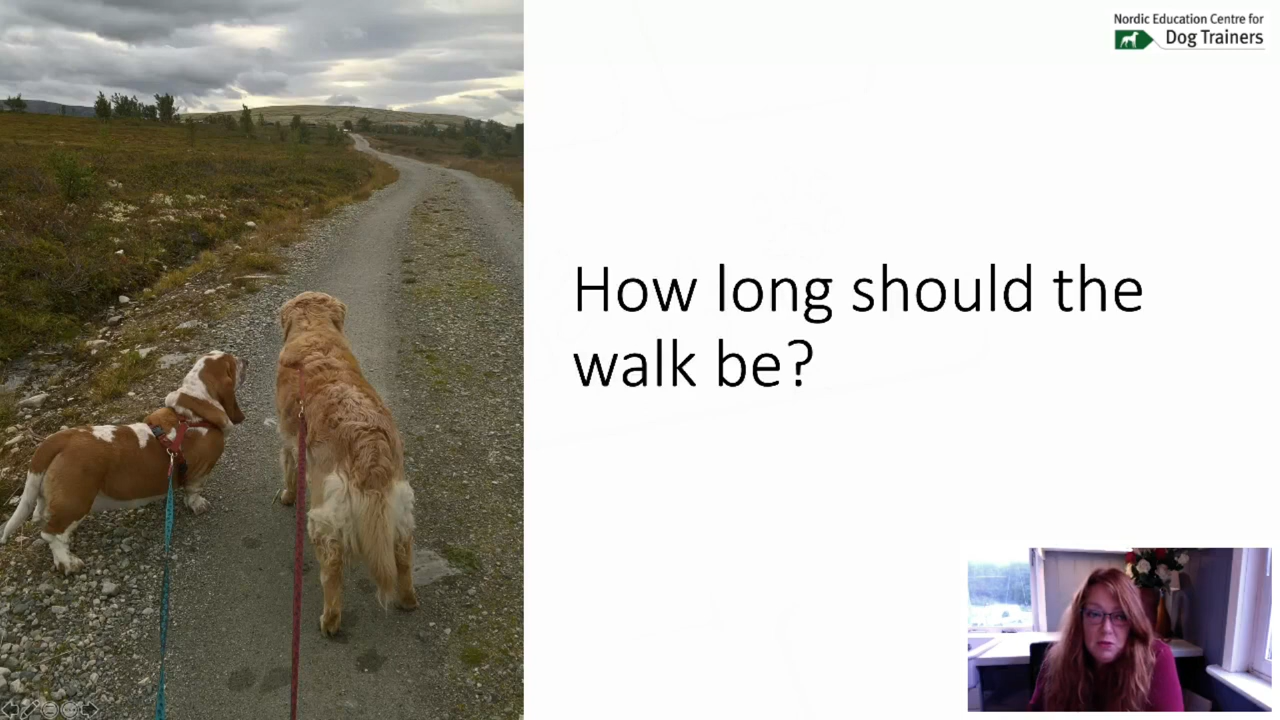 Nordic Education Centre for
Dog Trainers
How long should the
walk be?